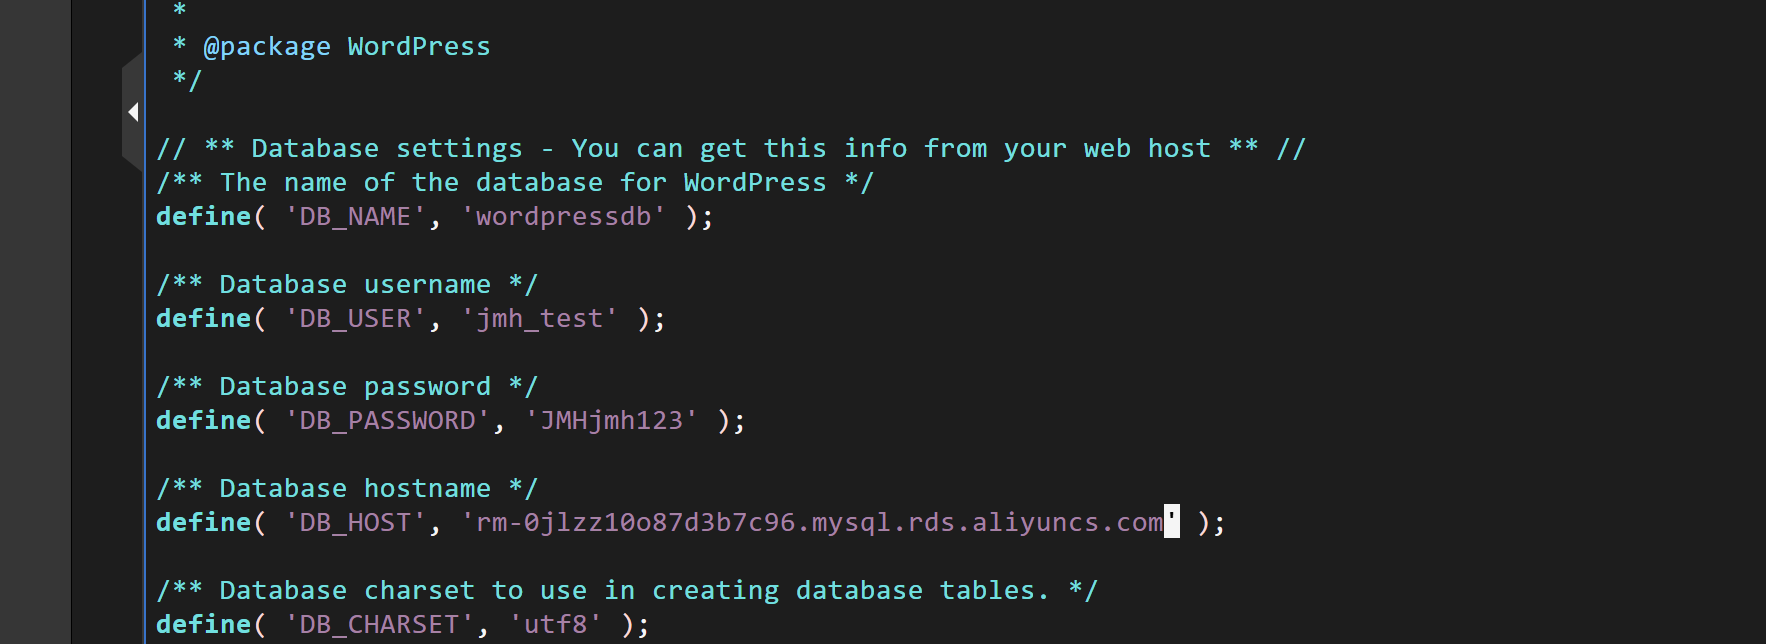 *
* @package WordPress
*/
// ** Database settings - You can get this info from your web host ** //
/** The name of the database for WordPress */
define( 'DB_NAME', 'wordpressdb' );
/** Database username */
define( 'DB_USER', 'jmh_test' );
/** Database password */
define( 'DB_PASSWORD', 'JMHjmh123' );
/** Database hostname */
define( 'DB_HOST', 'rm-0jlzz10o87d3b7c96.mysql.rds.aliyuncs.com' );
/** Database charset to use in creating database tables. */
define( 'DB_CHARSET', 'utf8' );